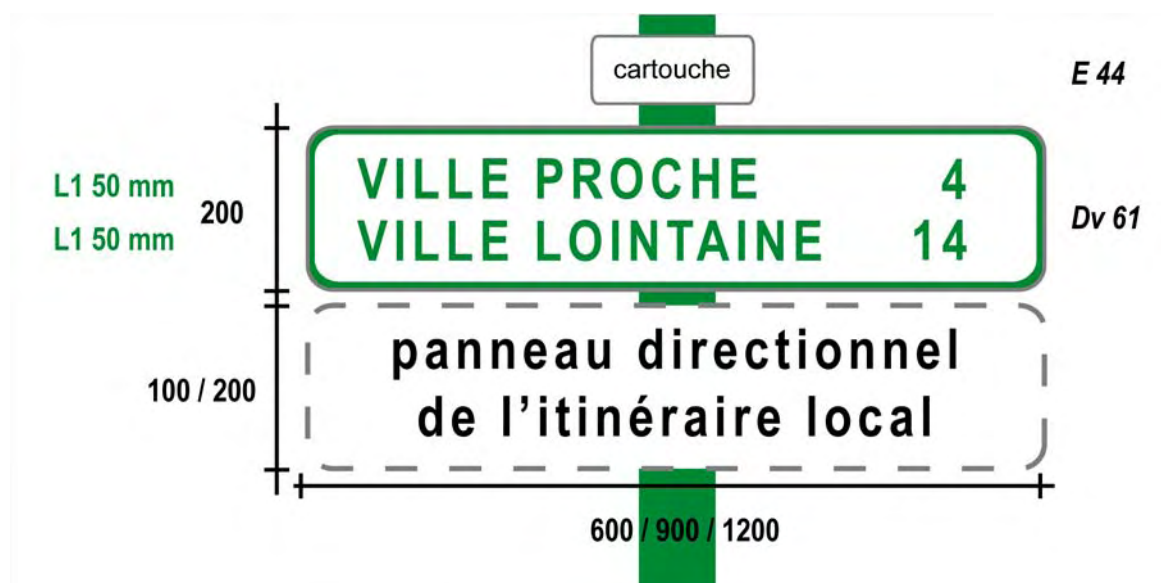 cartouche
E 44
L1 50 mm
L1 50 mm
200
VILLE PROCHE 4
VILLE LOINTAINE 14
Dv 61
100 / 200
panneau directionnel
de l'itinéraire local
600 / 900 / 1200